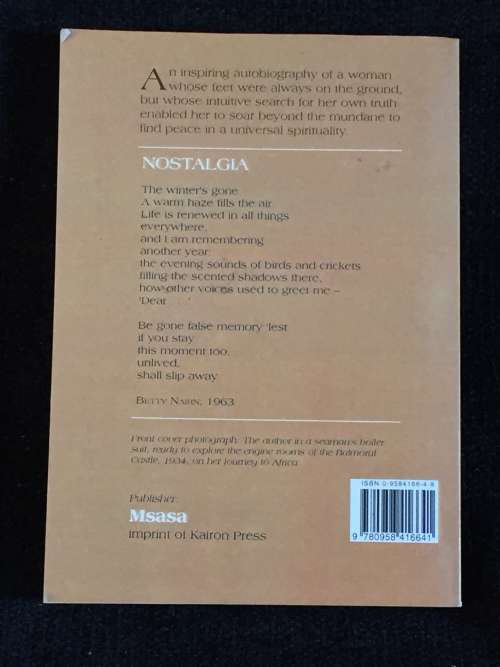 An inspiring autobiography of a woman
whose feet were always on the ground,
but whose intuitive search for her own truth
enabled her to soar beyond the mundane to
find peace in a universal spirituality.
NOSTALGIA
The winter's gone
A warm haze fills the air.
Life is renewed in all things
everywhere,
and I am remembering
another year:
the evening sounds of birds and crickets
filling the scented shadows there,
how other voices used to greet me –
'Dear . . .'
Be gone false memory 'lest
if you stay
this moment too,
unlived,
shall slip away
BETTY NAIRN, 1963
Front cover photograph: The author in a seaman's boiler
suit, ready to explore the engine rooms of the Balmoral
Castle, 1934, on her journey to Africa
Publisher:
Msasa
imprint of Kairon Press
ISBN 0-9584166-4-8
9 780958 416641